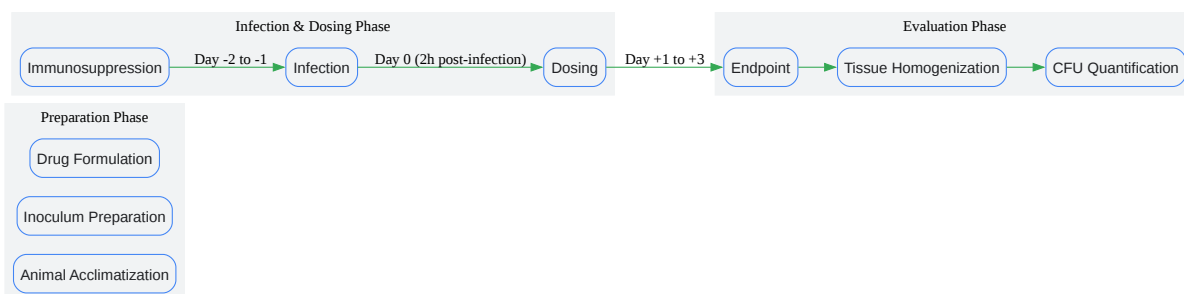 Infection & Dosing Phase
Evaluation Phase
Immunosuppression
Day -2 to -1
Infection
Day 0 (2h post-infection)
Dosing
Day +1 to +3
Endpoint
Tissue Homogenization
CFU Quantification
Preparation Phase
Drug Formulation
Inoculum Preparation
Animal Acclimatization